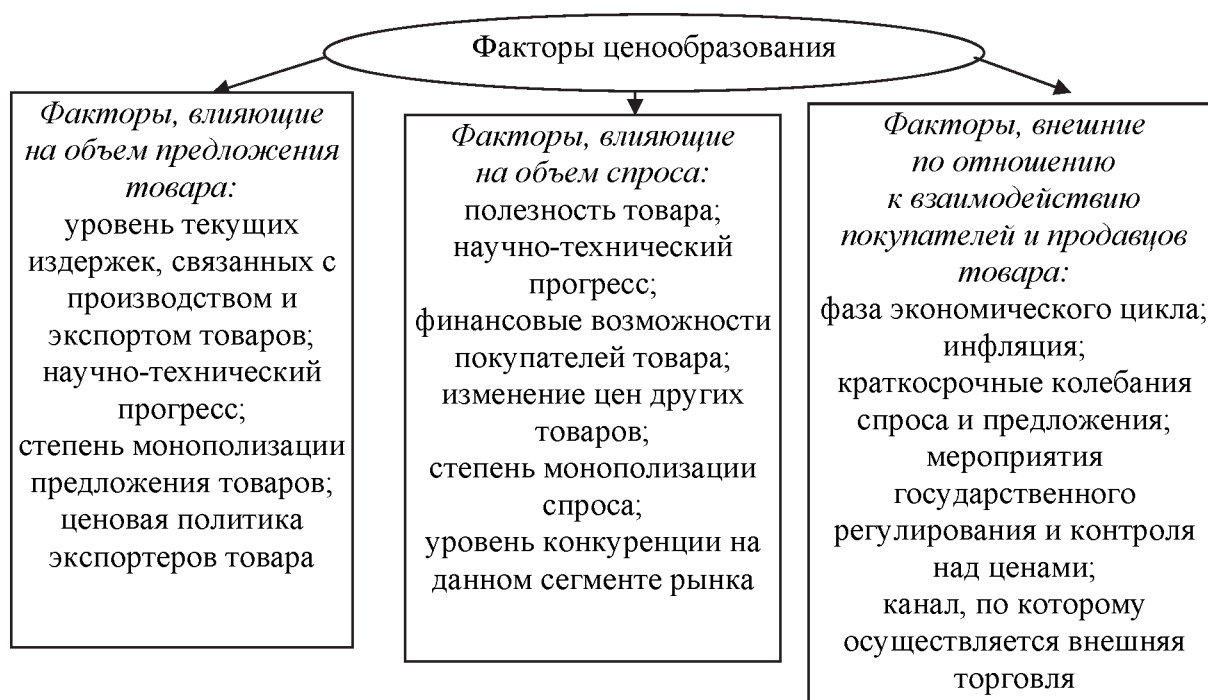 Факторы ценообразования
Факторы, влияющие
на объем предложения
товара:
уровень текущих
издержек, связанных с
производством и
экспортом товаров;
научно-технический
прогресс;
степень монополизации
предложения товаров;
ценовая политика
экспортеров товара
Факторы, влияющие
на объем спроса:
полезность товара;
научно-технический
прогресс;
финансовые возможности
покупателей товара;
изменение цен других
товаров;
степень монополизации
спроса;
уровень конкуренции на
данном сегменте рынка
Факторы, внешние
по отношению
к взаимодействию
покупателей и продавцов
товара:
фаза экономического цикла;
инфляция;
краткосрочные колебания
спроса и предложения;
мероприятия
государственного
регулирования и контроля
над ценами;
канал, по которому
осуществляется внешняя
торговля